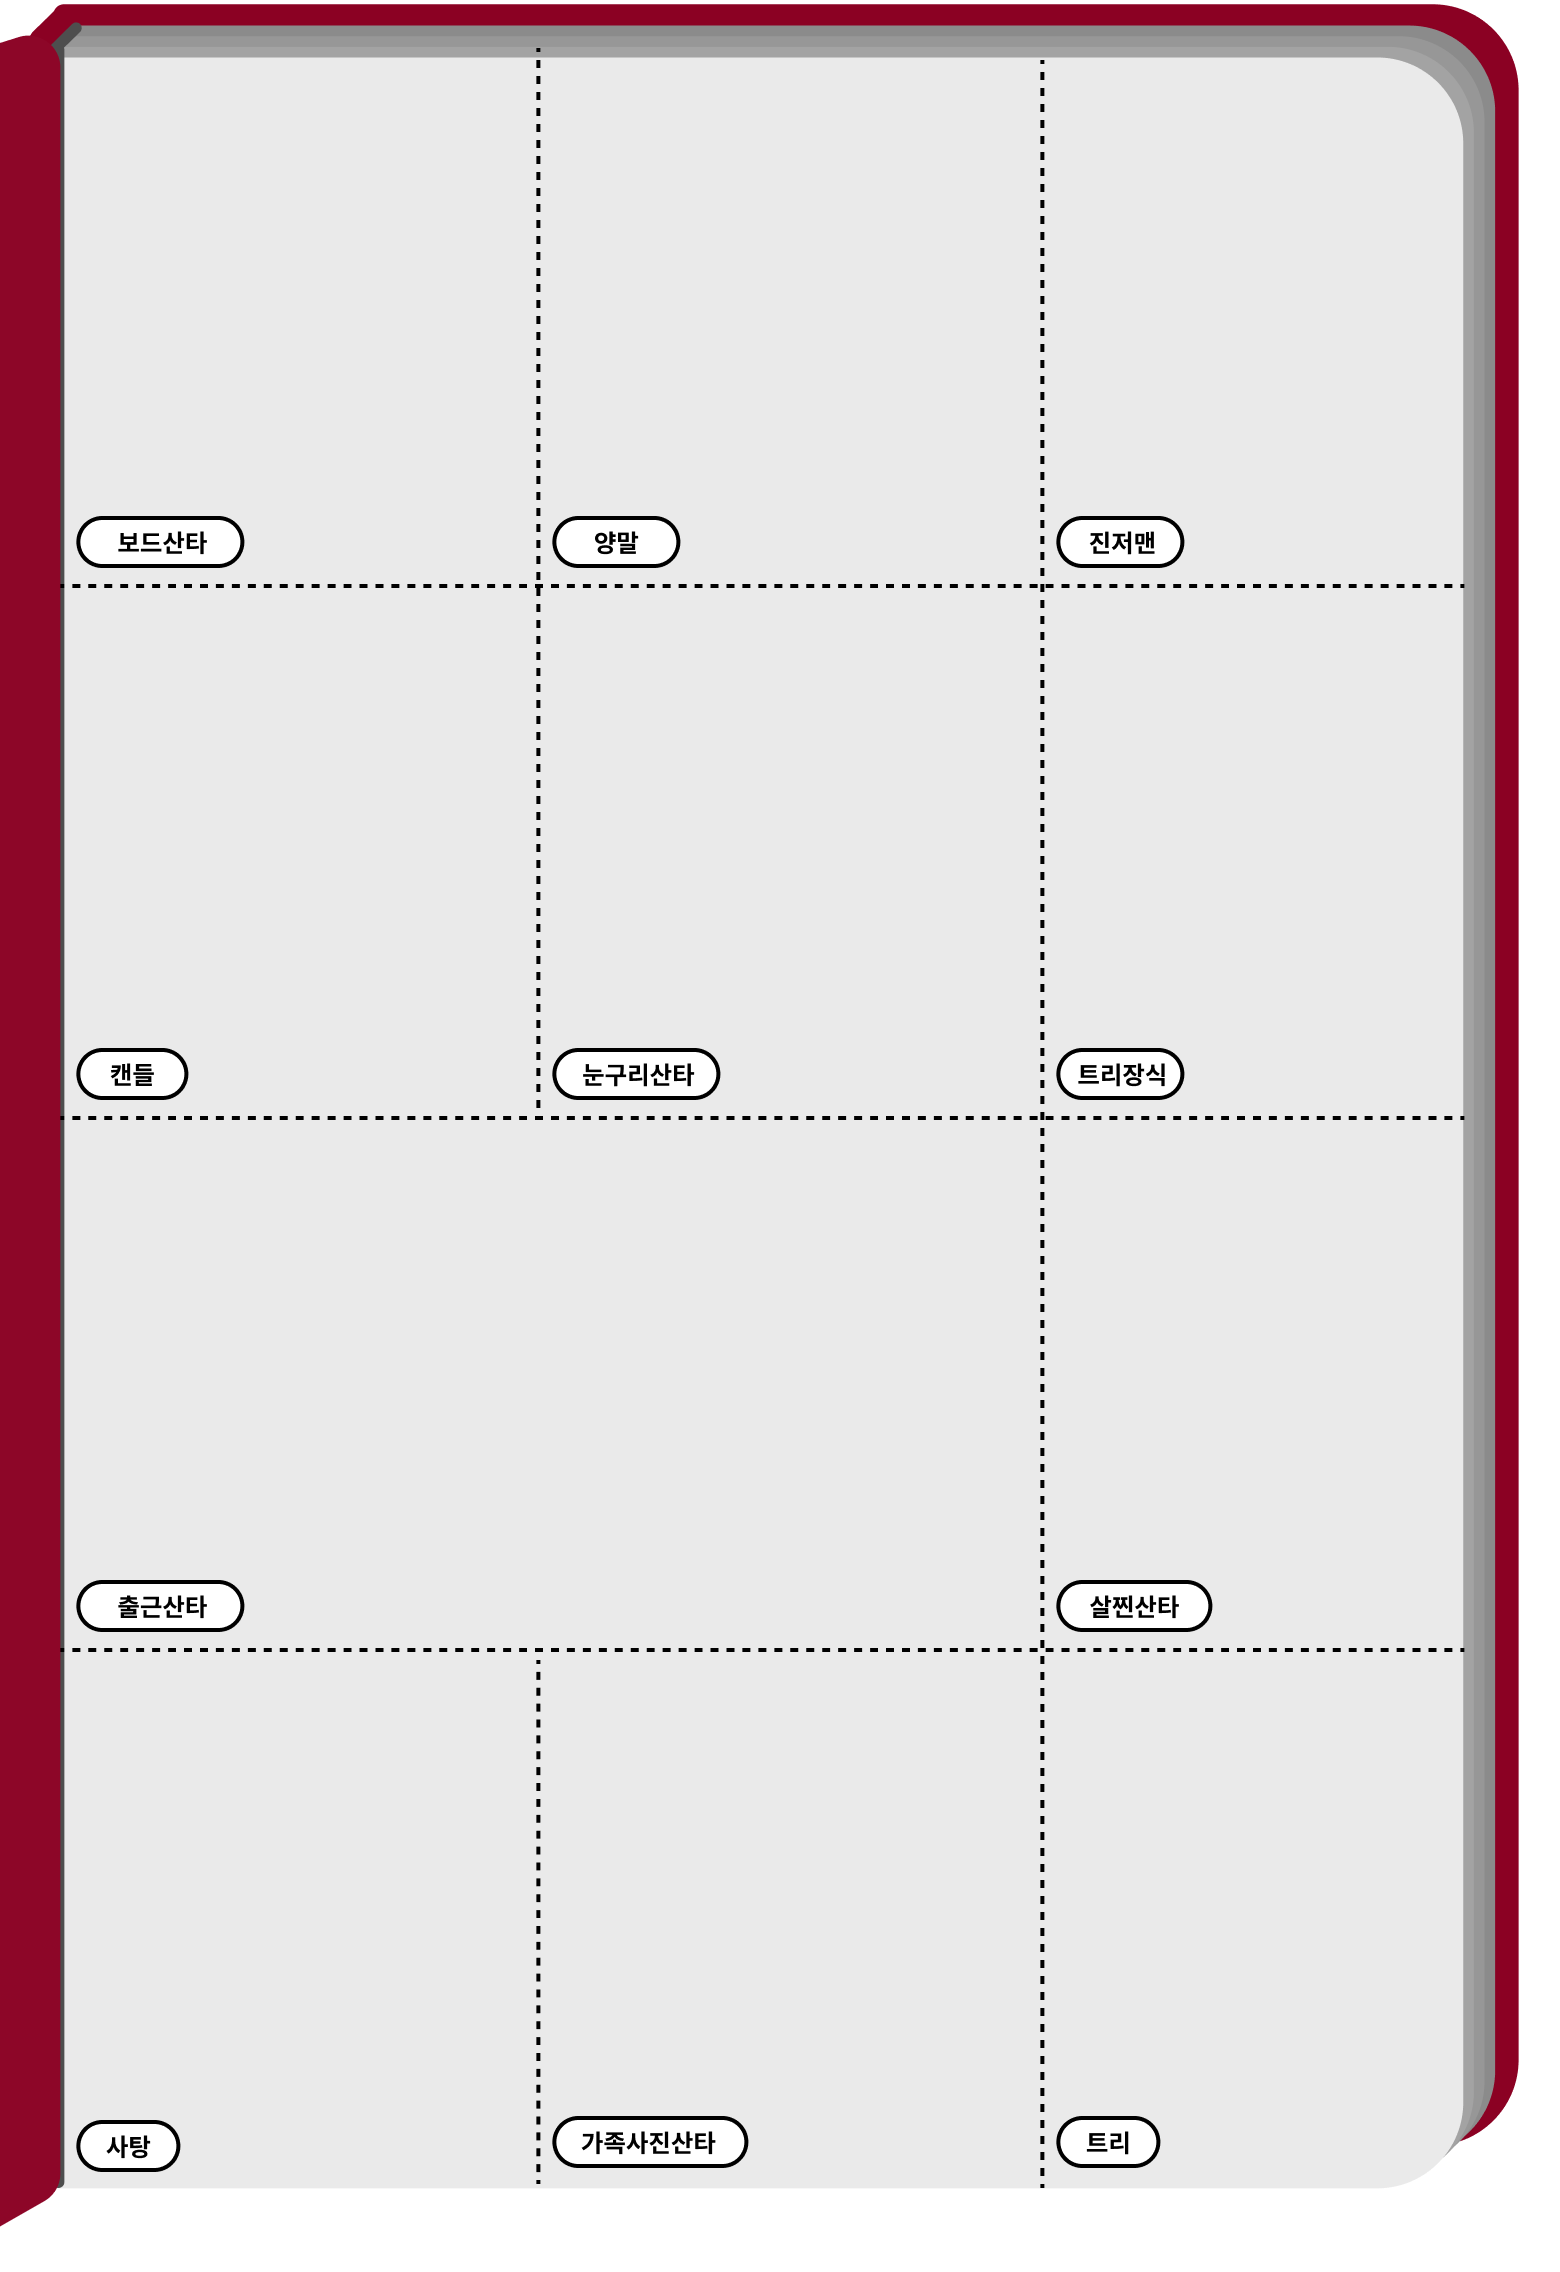 보드산타
양말
진저맨
캔들
눈구리산타
트리장식
출근산타
살찐산타
사탕
가족사진산타
트리